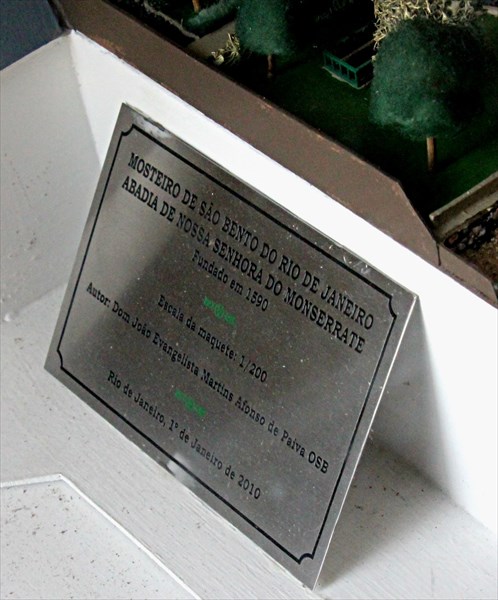 MOSTEIRO DE SÃO BENTO DO RIO DE JANEIRO
ABADIA DE NOSSA SENHORA DO MONSERRATE
Fundado em 1590
Escala da maquete: 1/200
Autor: Dom João Evangelista Martins Afonso de Paiva OSB
Rio de Janeiro, 1º de Janeiro de 2010